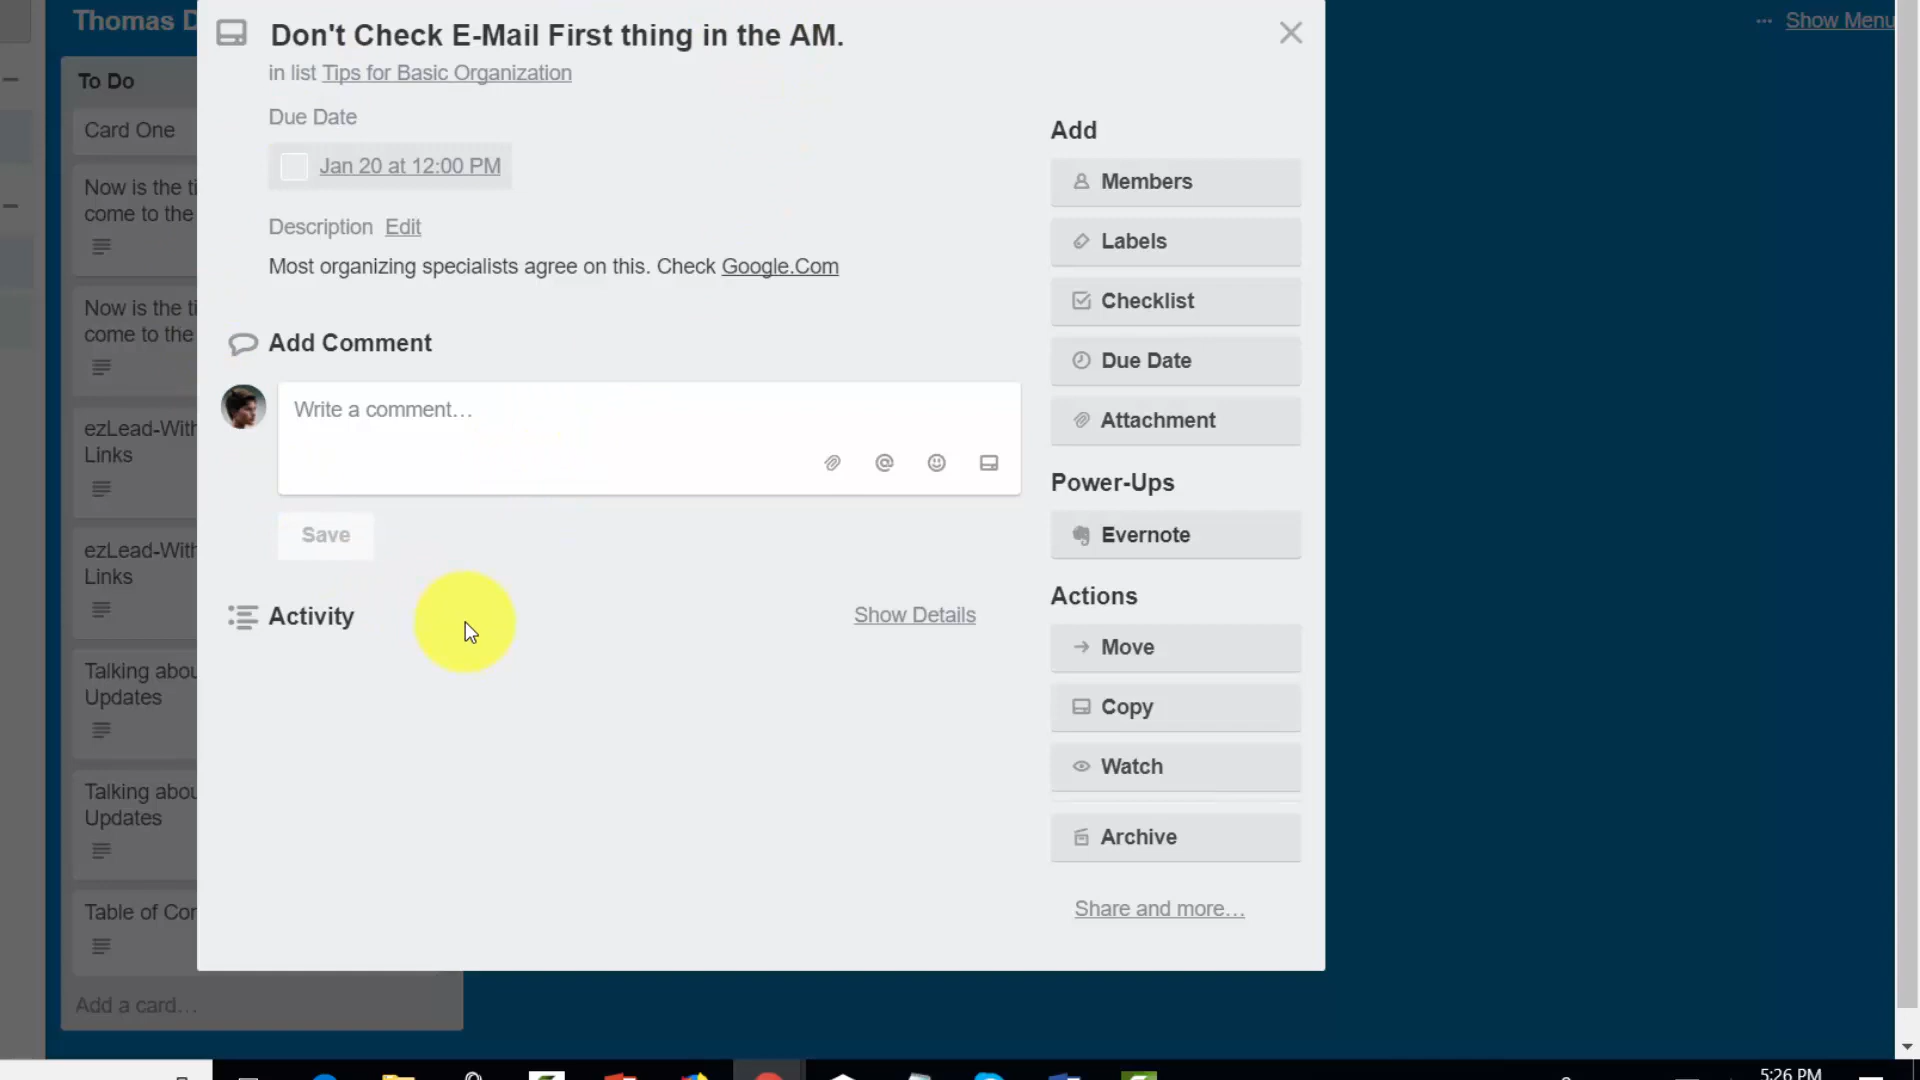 Thomas D
... Show Menu
To Do
Card One
Now is the ti
come to the
Now is the ti
come to the
ezLead-With
Links
ezLead-With
Links
Talking abou
Updates
Talking abou
Updates
Table of Con
Add a card…
Don't Check E-Mail First thing in the AM.
in list Tips for Basic Organization
Due Date
Jan 20 at 12:00 PM
Description Edit
Most organizing specialists agree on this. Check Google.Com
Add Comment
Write a comment…
@
Save
Activity
Show Details
Add
Members
Labels
Checklist
Due Date
Attachment
Power-Ups
Evernote
Actions
Move
Copy
Watch
Archive
Share and more…
5:26 PM